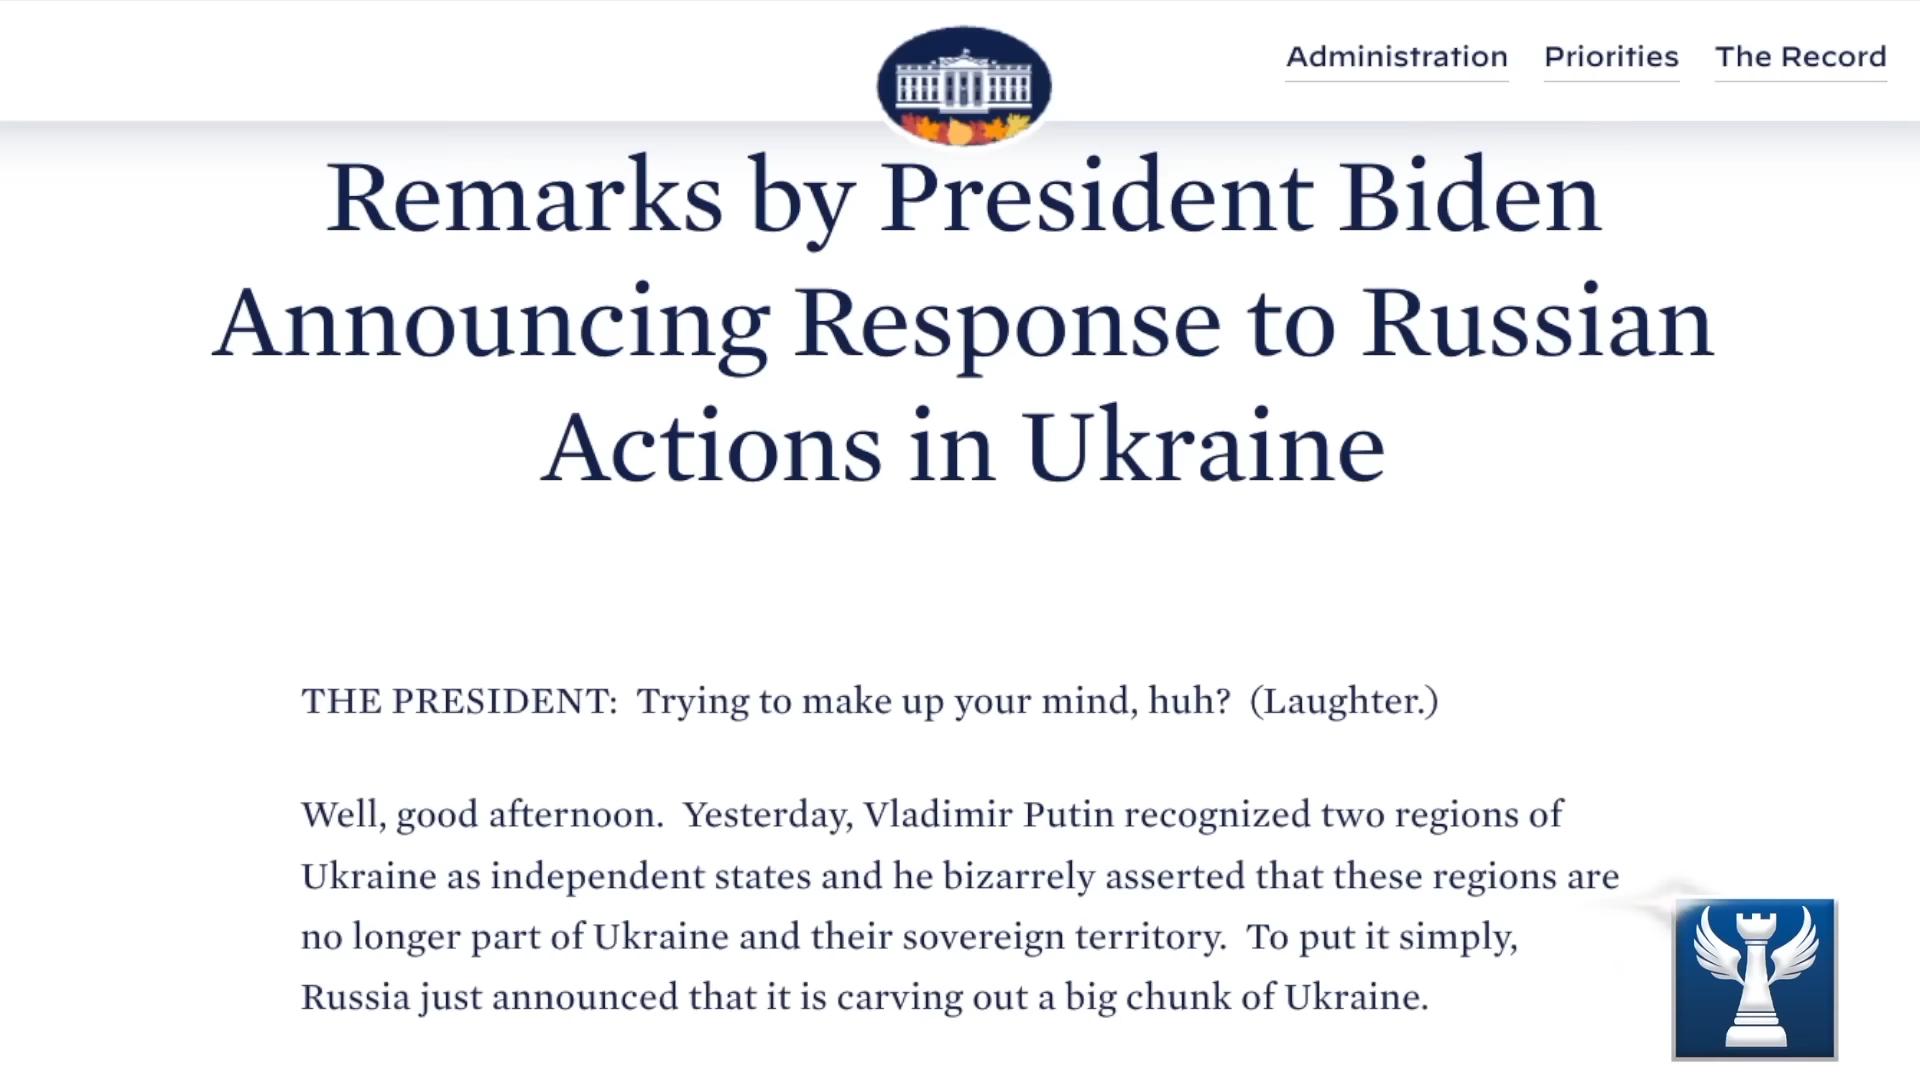 Administration Priorities The Record
Remarks by President Biden
Announcing Response to Russian
Actions in Ukraine
THE PRESIDENT:  Trying to make up your mind, huh?  (Laughter.)
Well, good afternoon.  Yesterday, Vladimir Putin recognized two regions of
Ukraine as independent states and he bizarrely asserted that these regions are
no longer part of Ukraine and their sovereign territory.  To put it simply,
Russia just announced that it is carving out a big chunk of Ukraine.